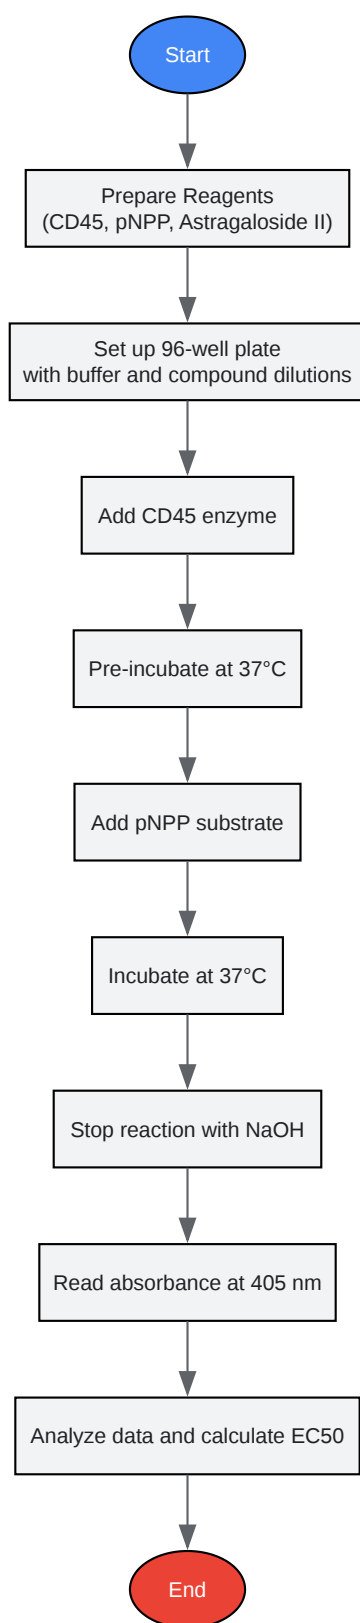 Start
Prepare Reagents
(CD45, pNPP, Astragaloside II)
Set up 96-well plate
with buffer and compound dilutions
Add CD45 enzyme
Pre-incubate at 37°C
Add pNPP substrate
Incubate at 37°C
Stop reaction with NaOH
Read absorbance at 405 nm
Analyze data and calculate EC50
End